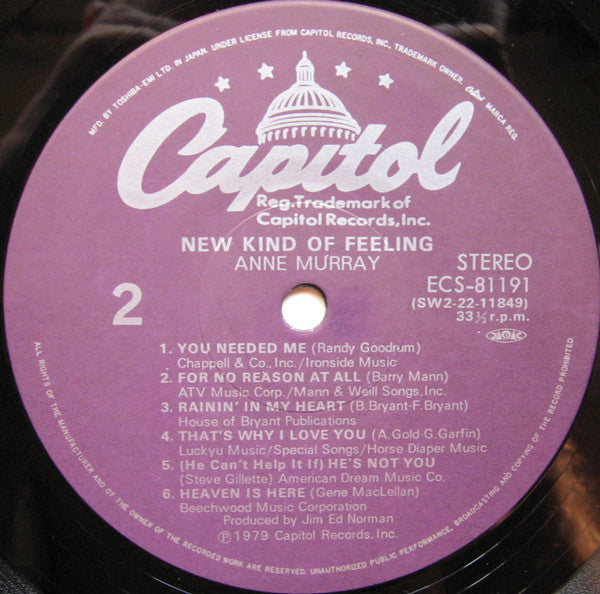 MFD. BY TOSHIBA-EMI LTD. IN JAPAN. UNDER LICENSE FROM CAPITOL RECORDS, INC., TRADEMARK OWNER. Capitol MARCA REG.
Capitol
Reg.Trademark of
Capitol Records,Inc.
NEW KIND OF FEELING
ANNE MURRAY
STEREO
ECS-81191
(SW2-22-11849)
33⅓ r.p.m.
JASRAC
2
1. YOU NEEDED ME (Randy Goodrum)
Chappell & Co., Inc./Ironside Music
2. FOR NO REASON AT ALL (Barry Mann)
ATV Music Corp./Mann & Weill Songs, Inc.
3. RAININ' IN MY HEART (B.Bryant-F.Bryant)
House of Bryant Publications
4. THAT'S WHY I LOVE YOU (A.Gold-G.Garfin)
Luckyu Music/Special Songs/Horse Diaper Music
5. (He Can't Help It If) HE'S NOT YOU
(Steve Gillette) American Dream Music Co.
6. HEAVEN IS HERE (Gene MacLellan)
Beechwood Music Corporation
Produced by Jim Ed Norman
Ⓟ 1979 Capitol Records, Inc.
ALL RIGHTS OF THE MANUFACTURER AND OF THE OWNER OF THE RECORDED WORK ARE RESERVED. UNAUTHORIZED PUBLIC PERFORMANCE, BROADCASTING AND COPYING OF THE RECORD PROHIBITED.